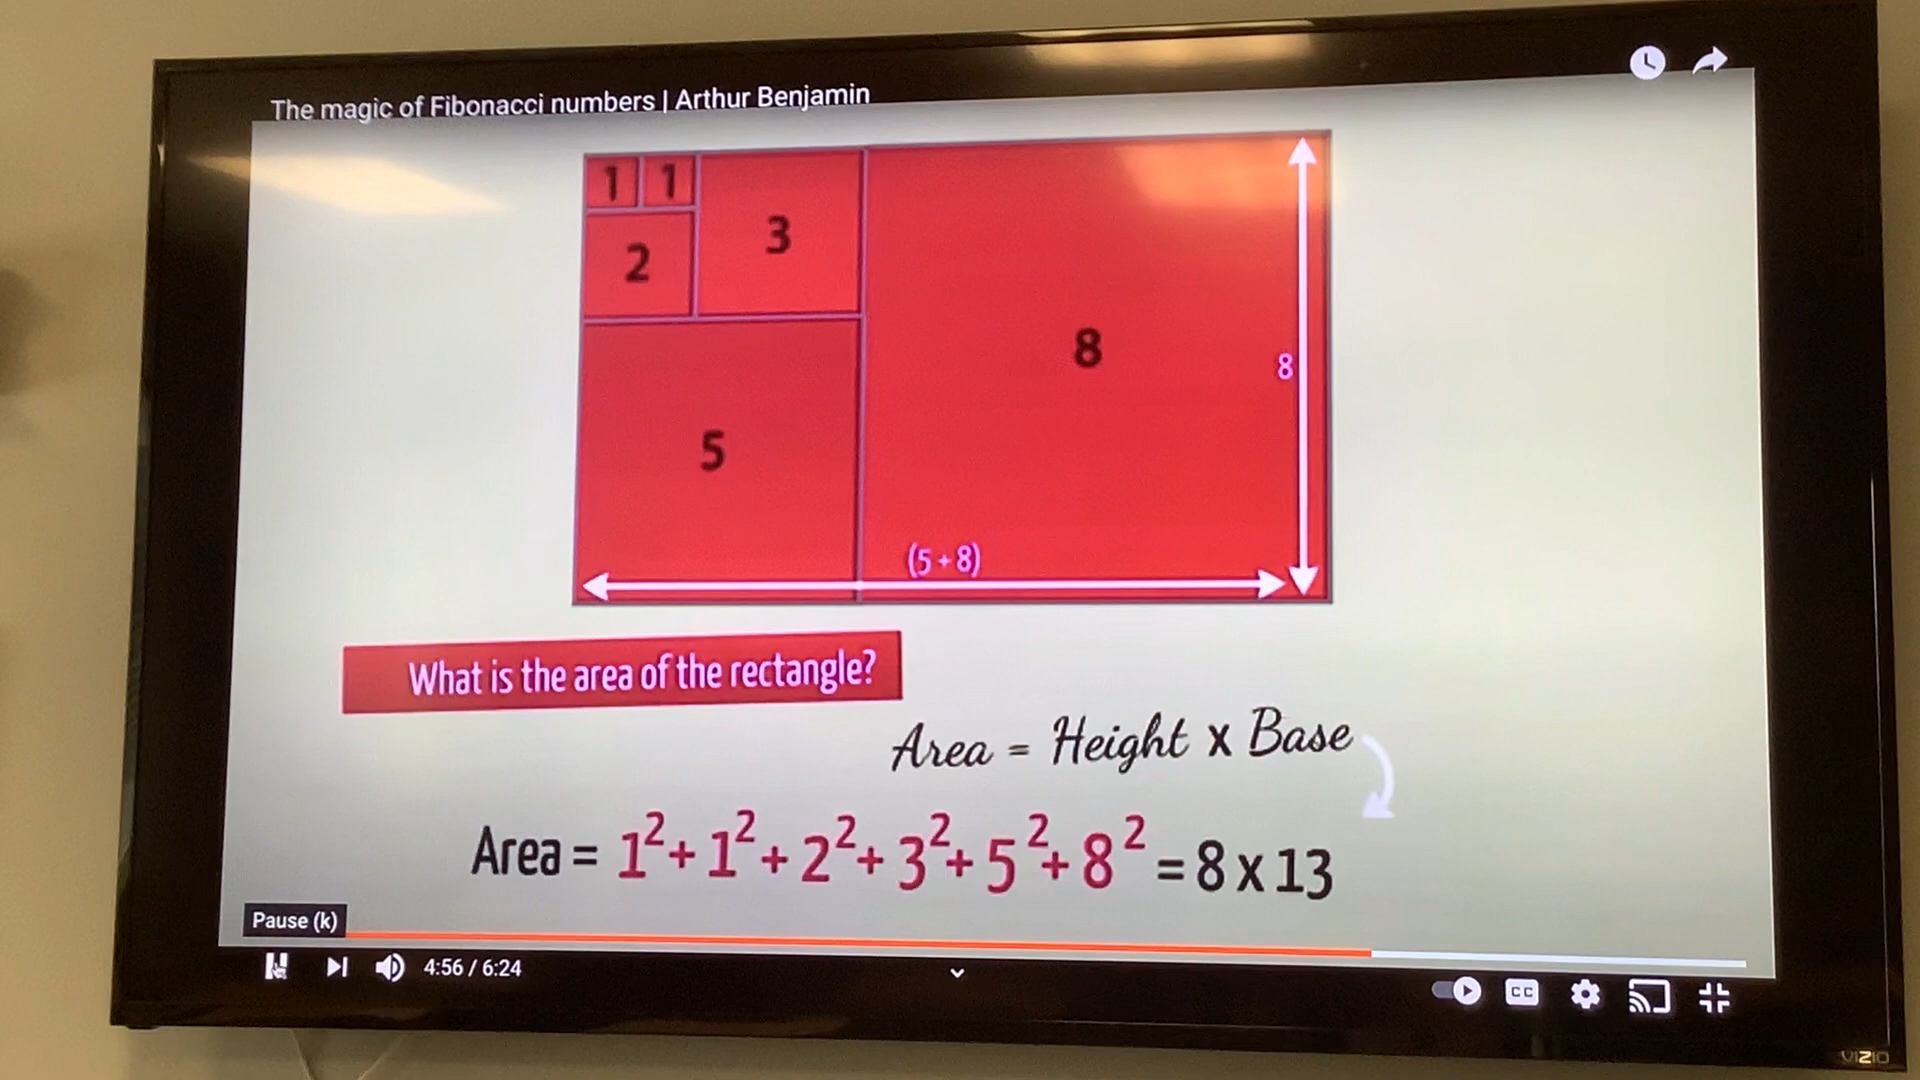 The magic of Fibonacci numbers | Arthur Benjamin
1 1
2
3
8
8
5
(5+8)
What is the area of the rectangle?
Area = Height x Base
Area = 1²+1²+2²+3²+5²+8² = 8 x 13
Pause (k)
4:56 / 6:24
CC
VIZIO